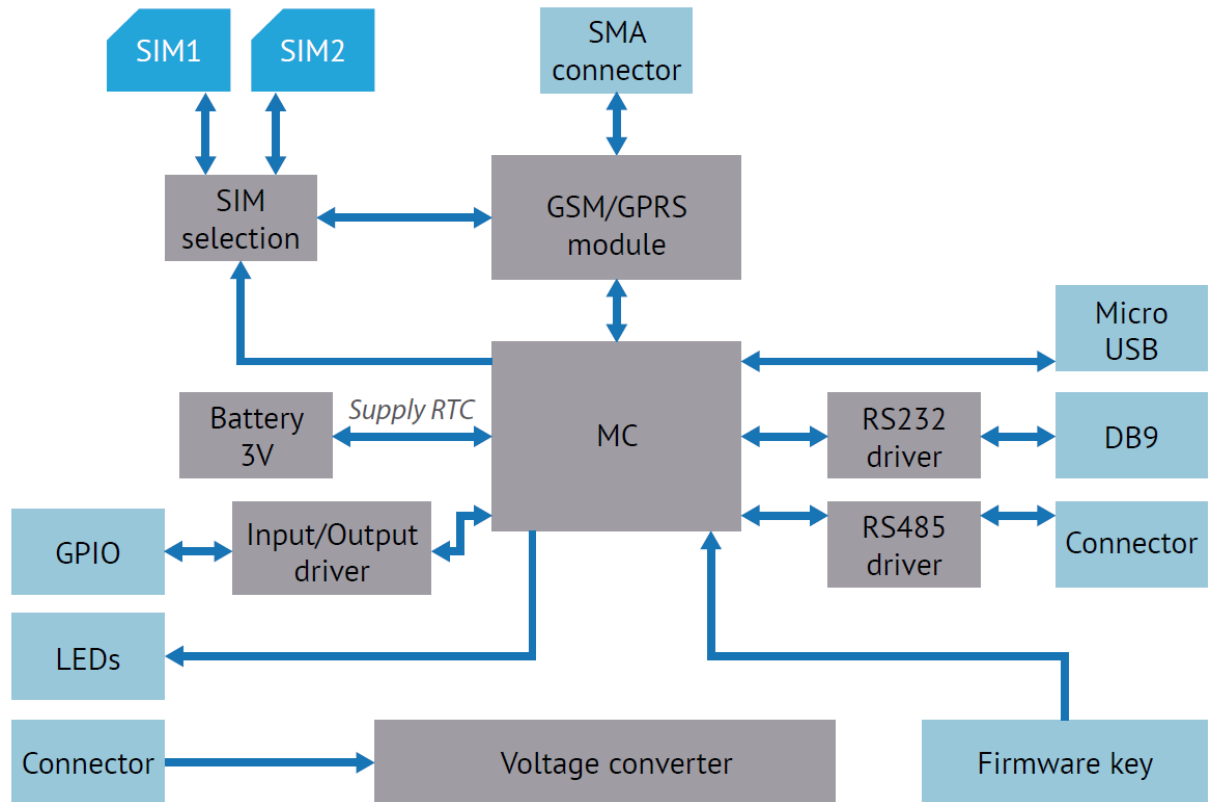 SIM1
SIM2
SMA
connector
SIM
selection
GSM/GPRS
module
Micro
USB
Battery
3V
Supply RTC
MC
RS232
driver
DB9
GPIO
Input/Output
driver
RS485
driver
Connector
LEDs
Connector
Voltage converter
Firmware key